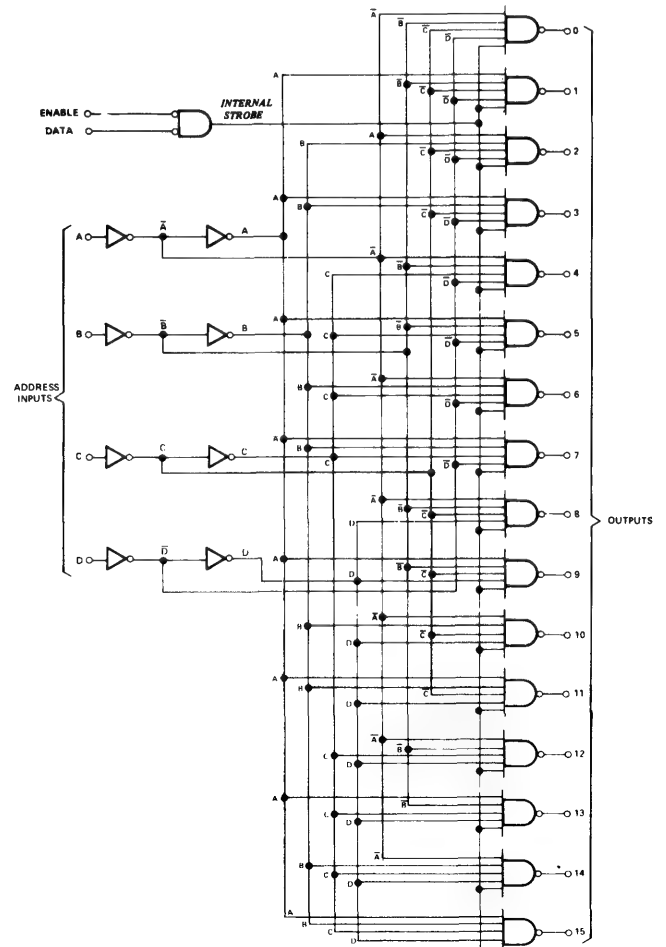 A̅
B̅
C̅
D̅
0
A
B̅
C̅
D̅
1
INTERNAL
STROBE
ENABLE
DATA
A
B
C̅
D̅
2
A
B
C̅
D̅
3
A
A̅
A
A̅
B̅
C
D̅
4
B
B̅
B
A
B̅
C
D̅
5
ADDRESS
INPUTS
A̅
B
C
D̅
6
C
C
C
A
B
C
D̅
7
A̅
B̅
C̅
D
8
OUTPUTS
D
D̅
D
A
B̅
C̅
D
9
A̅
B
C̅
D
10
A
B
C̅
D
11
A̅
B̅
C
D
12
A
B̅
C
D
13
A̅
B
C
D
14
A
B
C
D
15